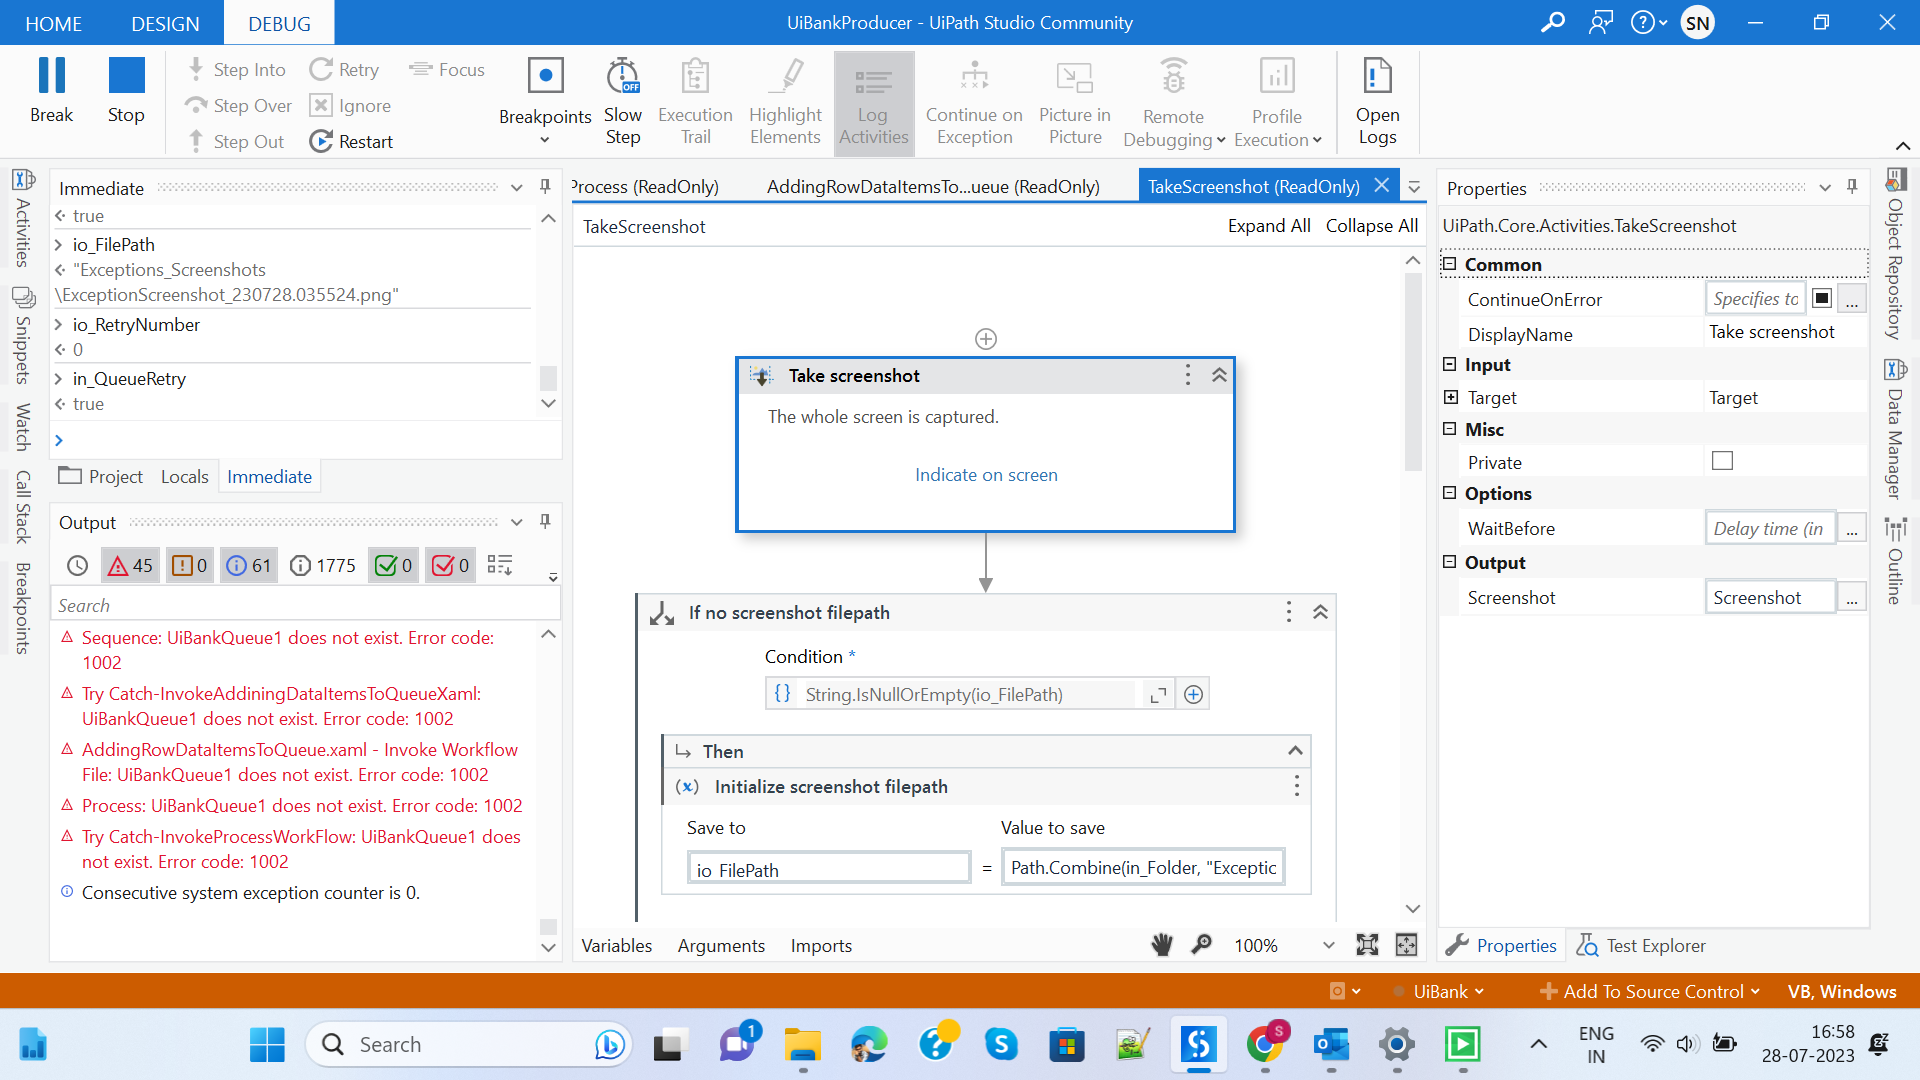 HOME DESIGN DEBUG
UiBankProducer - UiPath Studio Community
SN
Break
Stop
Step Into
Step Over
Step Out
Retry
Ignore
Restart
Focus
Breakpoints
Slow
Step
OFF
Execution
Trail
Highlight
Elements
Log
Activities
Continue on
Exception
Picture in
Picture
Remote
Debugging
Profile
Execution
Open
Logs
Activities
Snippets
Watch
Call Stack
Breakpoints
Immediate
true
io_FilePath
"Exceptions_Screenshots
\ExceptionScreenshot_230728.035524.png"
io_RetryNumber
0
in_QueueRetry
true
Project Locals Immediate
Output
45 0 61 1775 0 0
Search
Sequence: UiBankQueue1 does not exist. Error code:
1002
Try Catch-InvokeAddiningDataItemsToQueueXaml:
UiBankQueue1 does not exist. Error code: 1002
AddingRowDataItemsToQueue.xaml - Invoke Workflow
File: UiBankQueue1 does not exist. Error code: 1002
Process: UiBankQueue1 does not exist. Error code: 1002
Try Catch-InvokeProcessWorkFlow: UiBankQueue1 does
not exist. Error code: 1002
Consecutive system exception counter is 0.
Process (ReadOnly) AddingRowDataItemsTo...ueue (ReadOnly) TakeScreenshot (ReadOnly)
TakeScreenshot Expand All Collapse All
Take screenshot
The whole screen is captured.
Indicate on screen
If no screenshot filepath
Condition *
String.IsNullOrEmpty(io_FilePath)
Then
(x) Initialize screenshot filepath
Save to Value to save
io_FilePath = Path.Combine(in_Folder, "Exceptic
Variables Arguments Imports 100%
Properties
UiPath.Core.Activities.TakeScreenshot
Common
ContinueOnError Specifies to ...
DisplayName Take screenshot
Input
Target Target
Misc
Private
Options
WaitBefore Delay time (in ...
Output
Screenshot Screenshot ...
Properties Test Explorer
Object Repository
Data Manager
Outline
UiBank Add To Source Control VB, Windows
Search
1
S
ENG
IN
16:58
28-07-2023